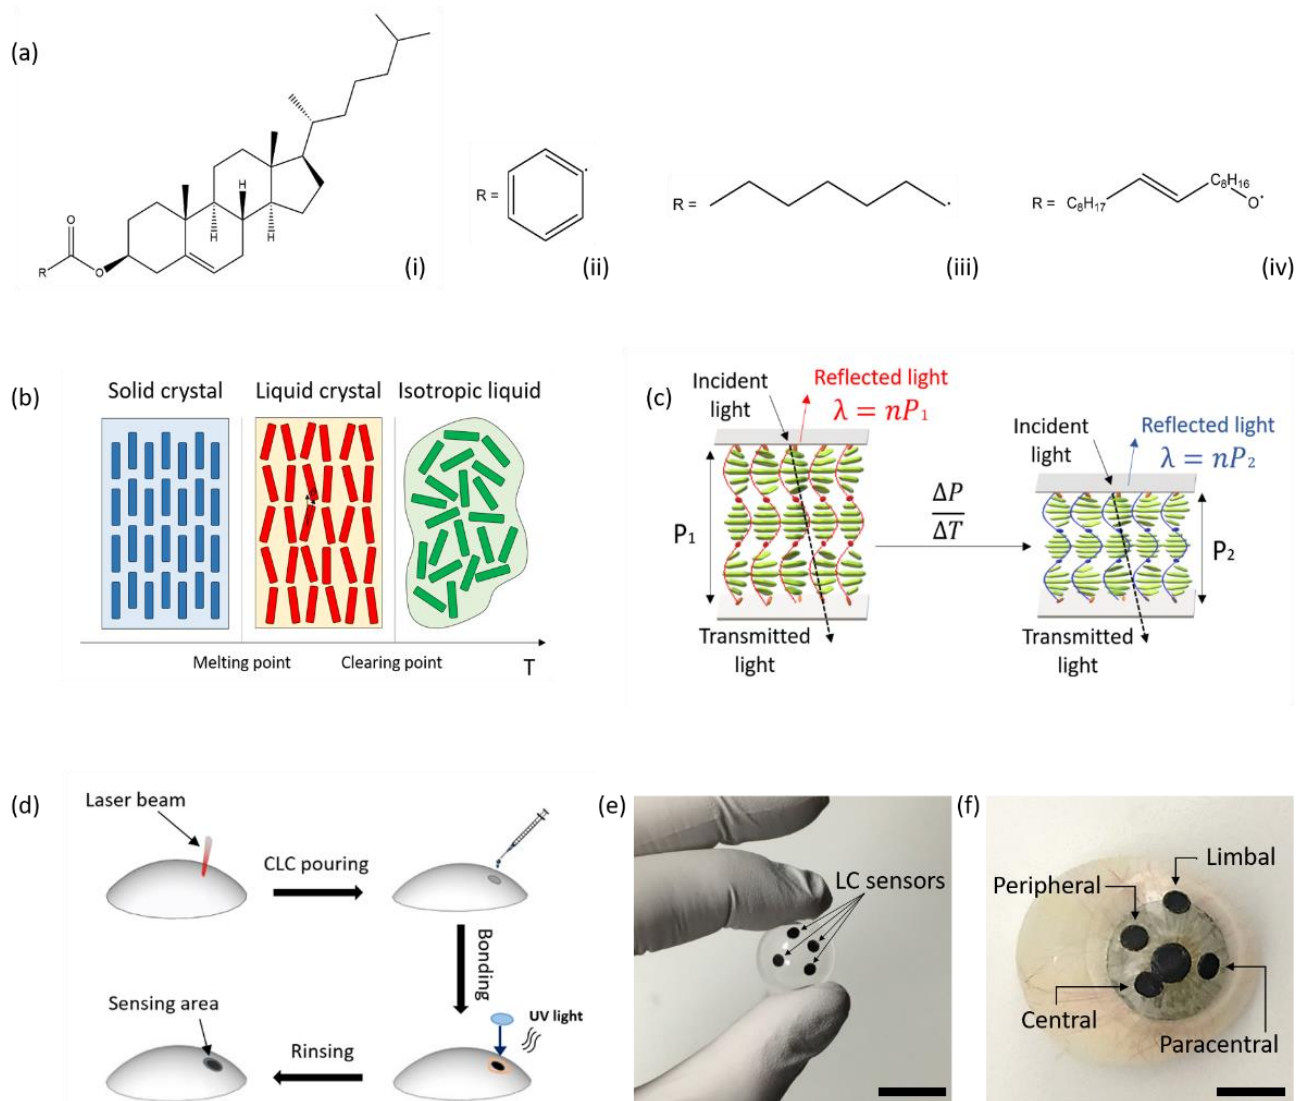 (a)
H
H
H
O
R
O
(i)
R =
(ii)
R =
(iii)
R = C₈H₁₇
C₈H₁₆
O
(iv)
(b)
Solid crystal
Liquid crystal
Isotropic liquid
Melting point
Clearing point
T
(c)
Incident
light
Reflected light
λ = nP₁
P₁
Transmitted
light
ΔP
ΔT
Incident
light
Reflected light
λ = nP₂
P₂
Transmitted
light
(d)
Laser beam
CLC pouring
Bonding
UV light
Rinsing
Sensing area
(e)
LC sensors
(f)
Limbal
Peripheral
Central
Paracentral